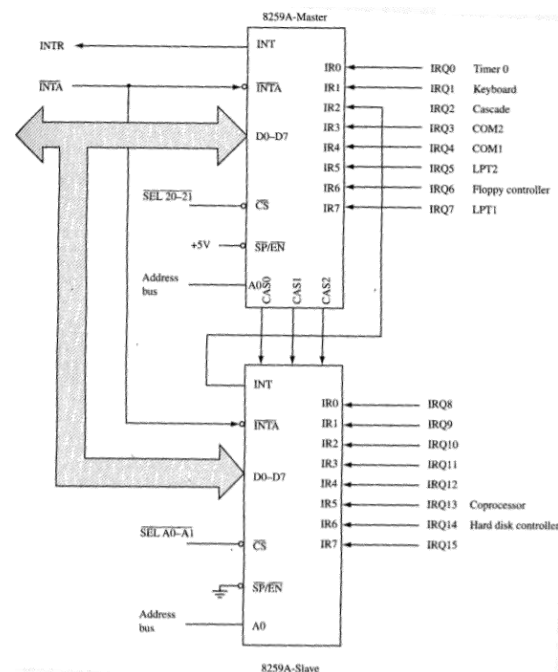 8259A-Master
INTR
INT
INTA
INTA
D0–D7
SEL 20–21
CS
+5V
SP/EN
Address
bus
A0
CAS0
CAS1
CAS2
IR0 IRQ0 Timer 0
IR1 IRQ1 Keyboard
IR2 IRQ2 Cascade
IR3 IRQ3 COM2
IR4 IRQ4 COM1
IR5 IRQ5 LPT2
IR6 IRQ6 Floppy controller
IR7 IRQ7 LPT1
INT
INTA
D0–D7
SEL A0–A1
CS
SP/EN
Address
bus
A0
IR0 IRQ8
IR1 IRQ9
IR2 IRQ10
IR3 IRQ11
IR4 IRQ12
IR5 IRQ13 Coprocessor
IR6 IRQ14 Hard disk controller
IR7 IRQ15
8259A-Slave